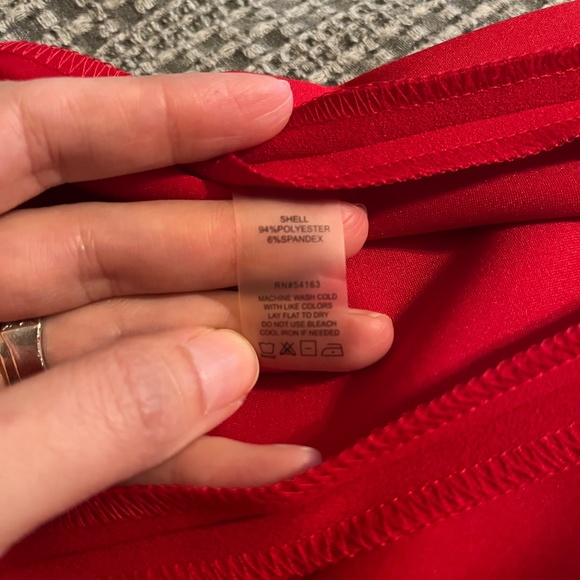 SHELL
94%POLYESTER
6%SPANDEX
RN#54163
MACHINE WASH COLD
WITH LIKE COLORS
LAY FLAT TO DRY
DO NOT USE BLEACH
COOL IRON IF NEEDED